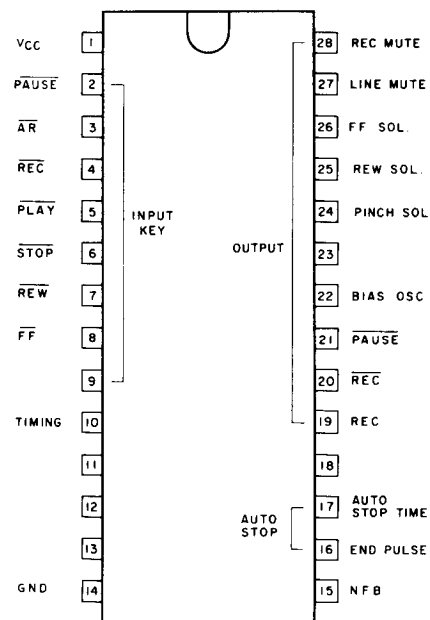 VCC 1
PAUSE 2
AR 3
REC 4
PLAY 5
STOP 6
REW 7
FF 8
9
TIMING 10
11
12
13
GND 14
INPUT
KEY
OUTPUT
AUTO
STOP
28 REC MUTE
27 LINE MUTE
26 FF SOL.
25 REW SOL.
24 PINCH SOL
23
22 BIAS OSC
21 PAUSE
20 REC
19 REC
18
17 AUTO
STOP TIME
16 END PULSE
15 NFB